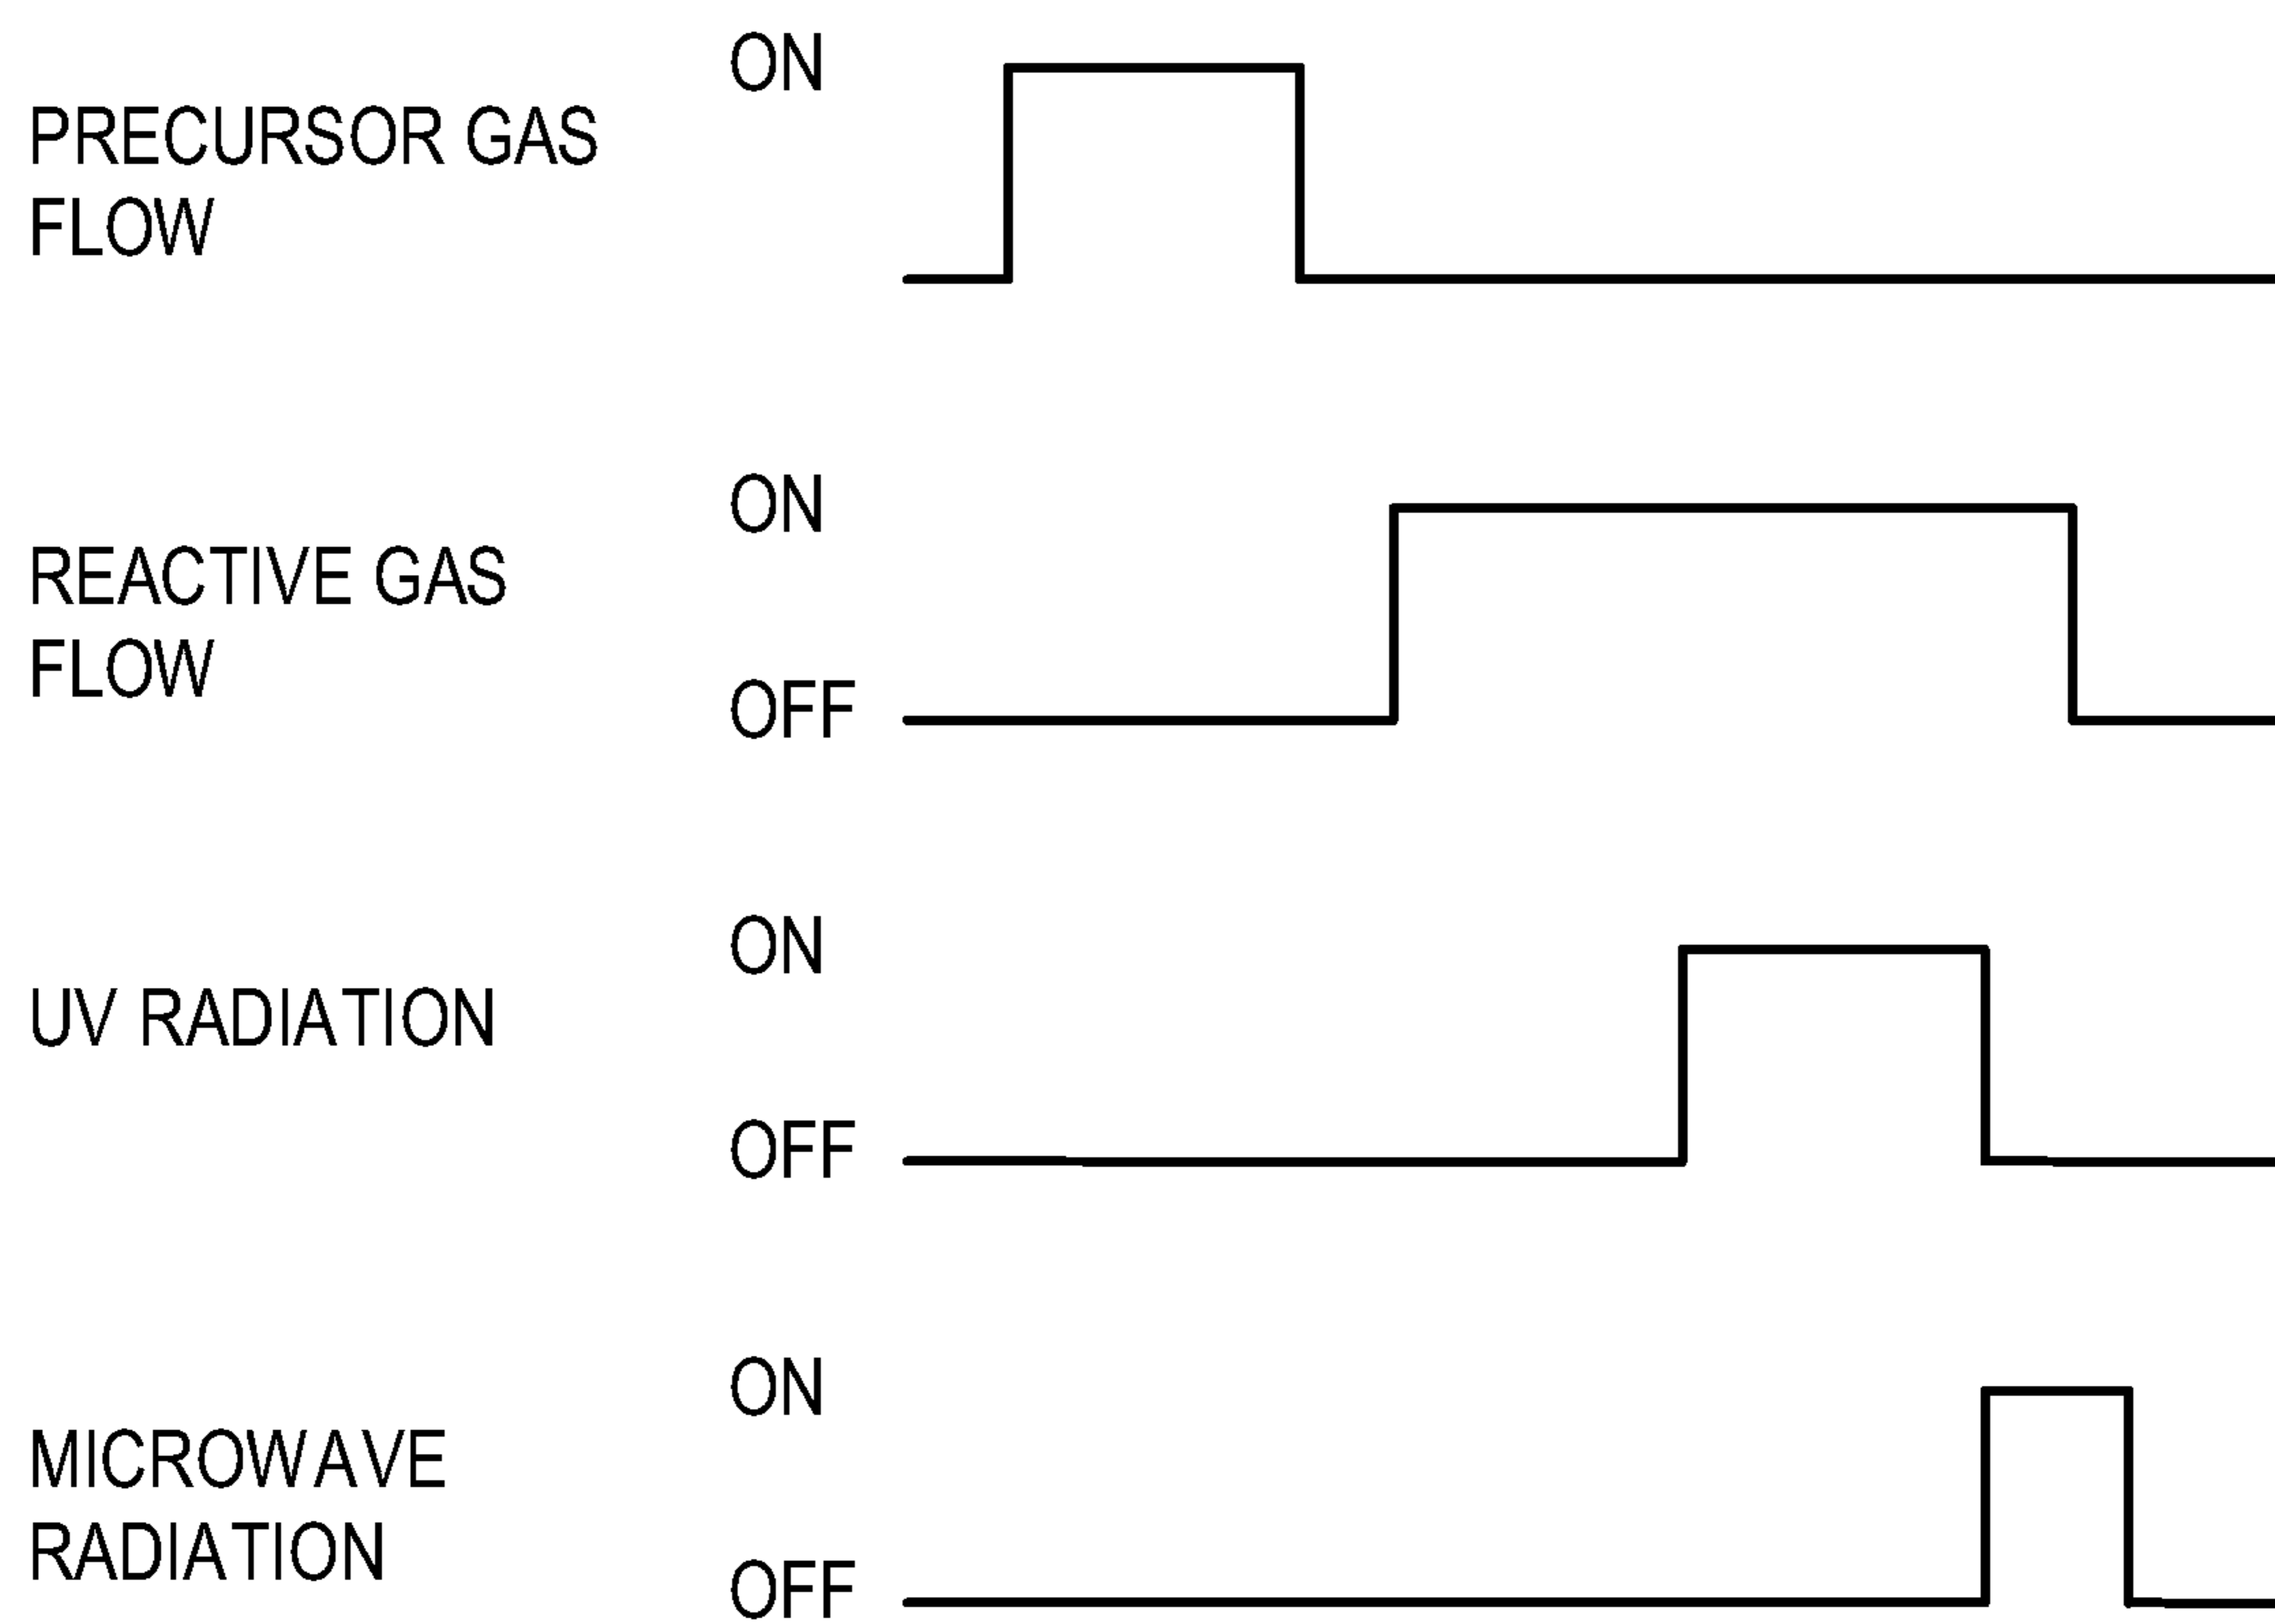 ON
PRECURSOR GAS
FLOW
ON
REACTIVE GAS
FLOW
OFF
ON
UV RADIATION
OFF
ON
MICROWAVE
RADIATION
OFF